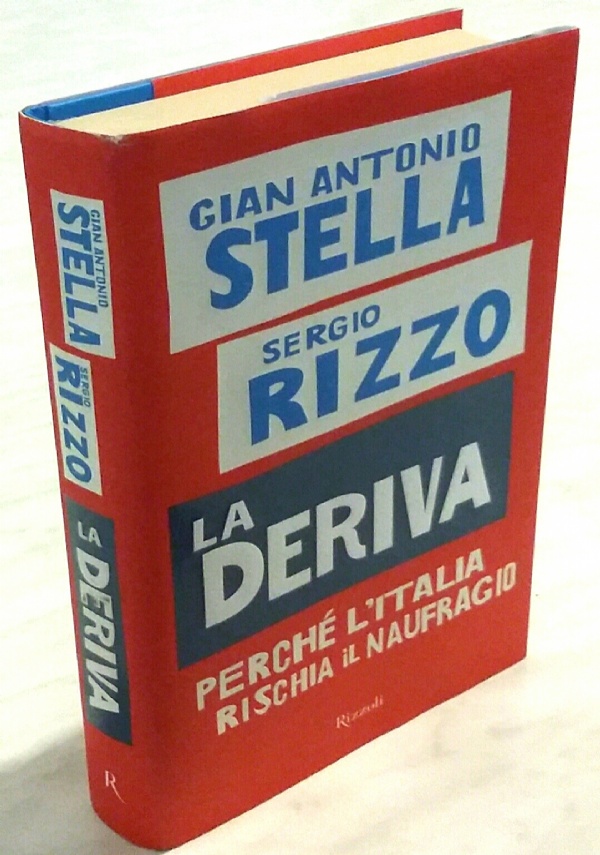 GIAN ANTONIO
STELLA
SERGIO
RIZZO
LA
DERIVA
PERCHÉ L'ITALIA
RISCHIA iL NAUFRAGIO
Rizzoli
GIAN ANTONIO
STELLA
SERGIO
RIZZO
LA
DERIVA
R